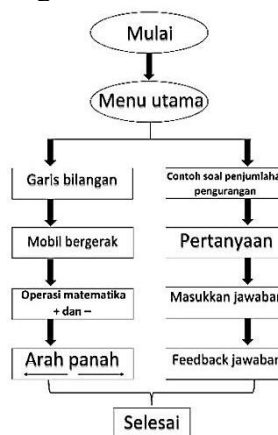 Mulai
Menu utama
Garis bilangan
Mobil bergerak
Operasi matematika
+ dan –
Arah panah
Contoh soal penjumlahan
pengurangan
Pertanyaan
Masukkan jawaban
Feedback jawaban
Selesai